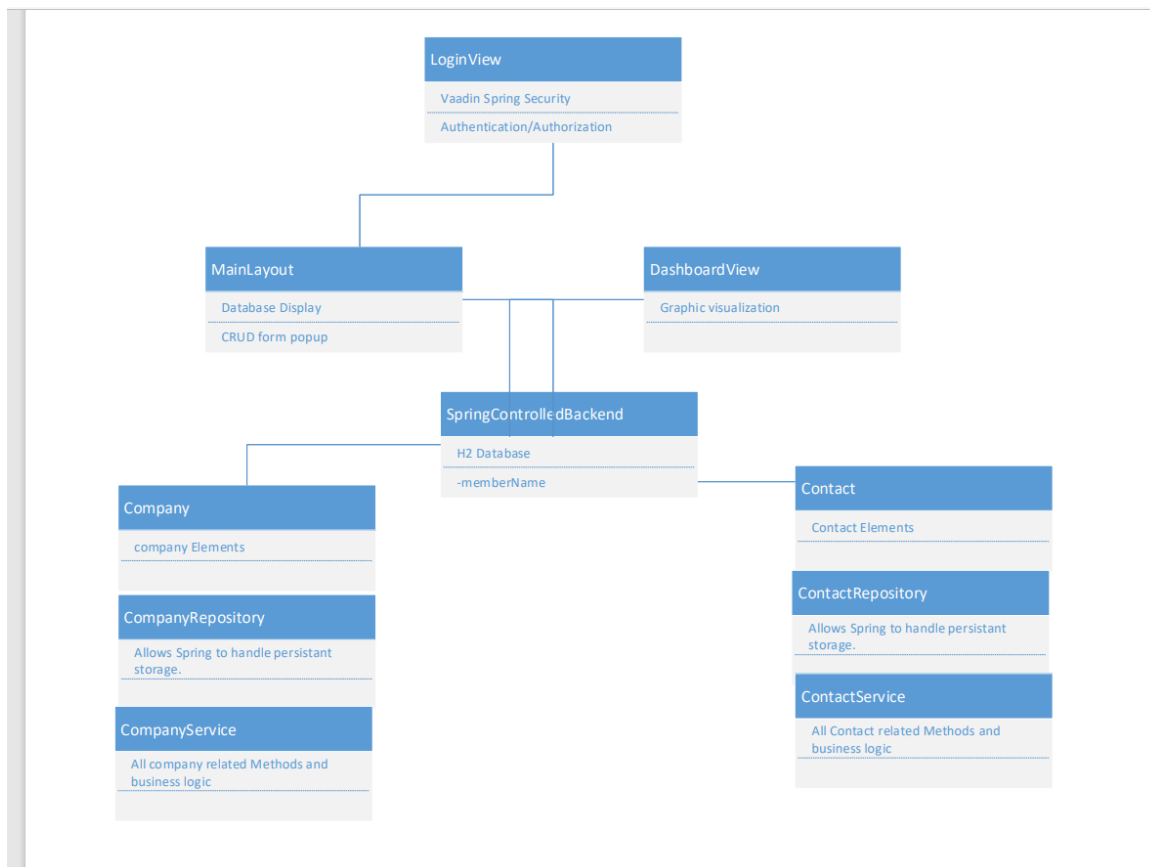 LoginView
Vaadin Spring Security
Authentication/Authorization
MainLayout
Database Display
CRUD form popup
DashboardView
Graphic visualization
SpringControlledBackend
H2 Database
-memberName
Company
company Elements
CompanyRepository
Allows Spring to handle persistant
storage.
CompanyService
All company related Methods and
business logic
Contact
Contact Elements
ContactRepository
Allows Spring to handle persistant
storage.
ContactService
All Contact related Methods and
business logic